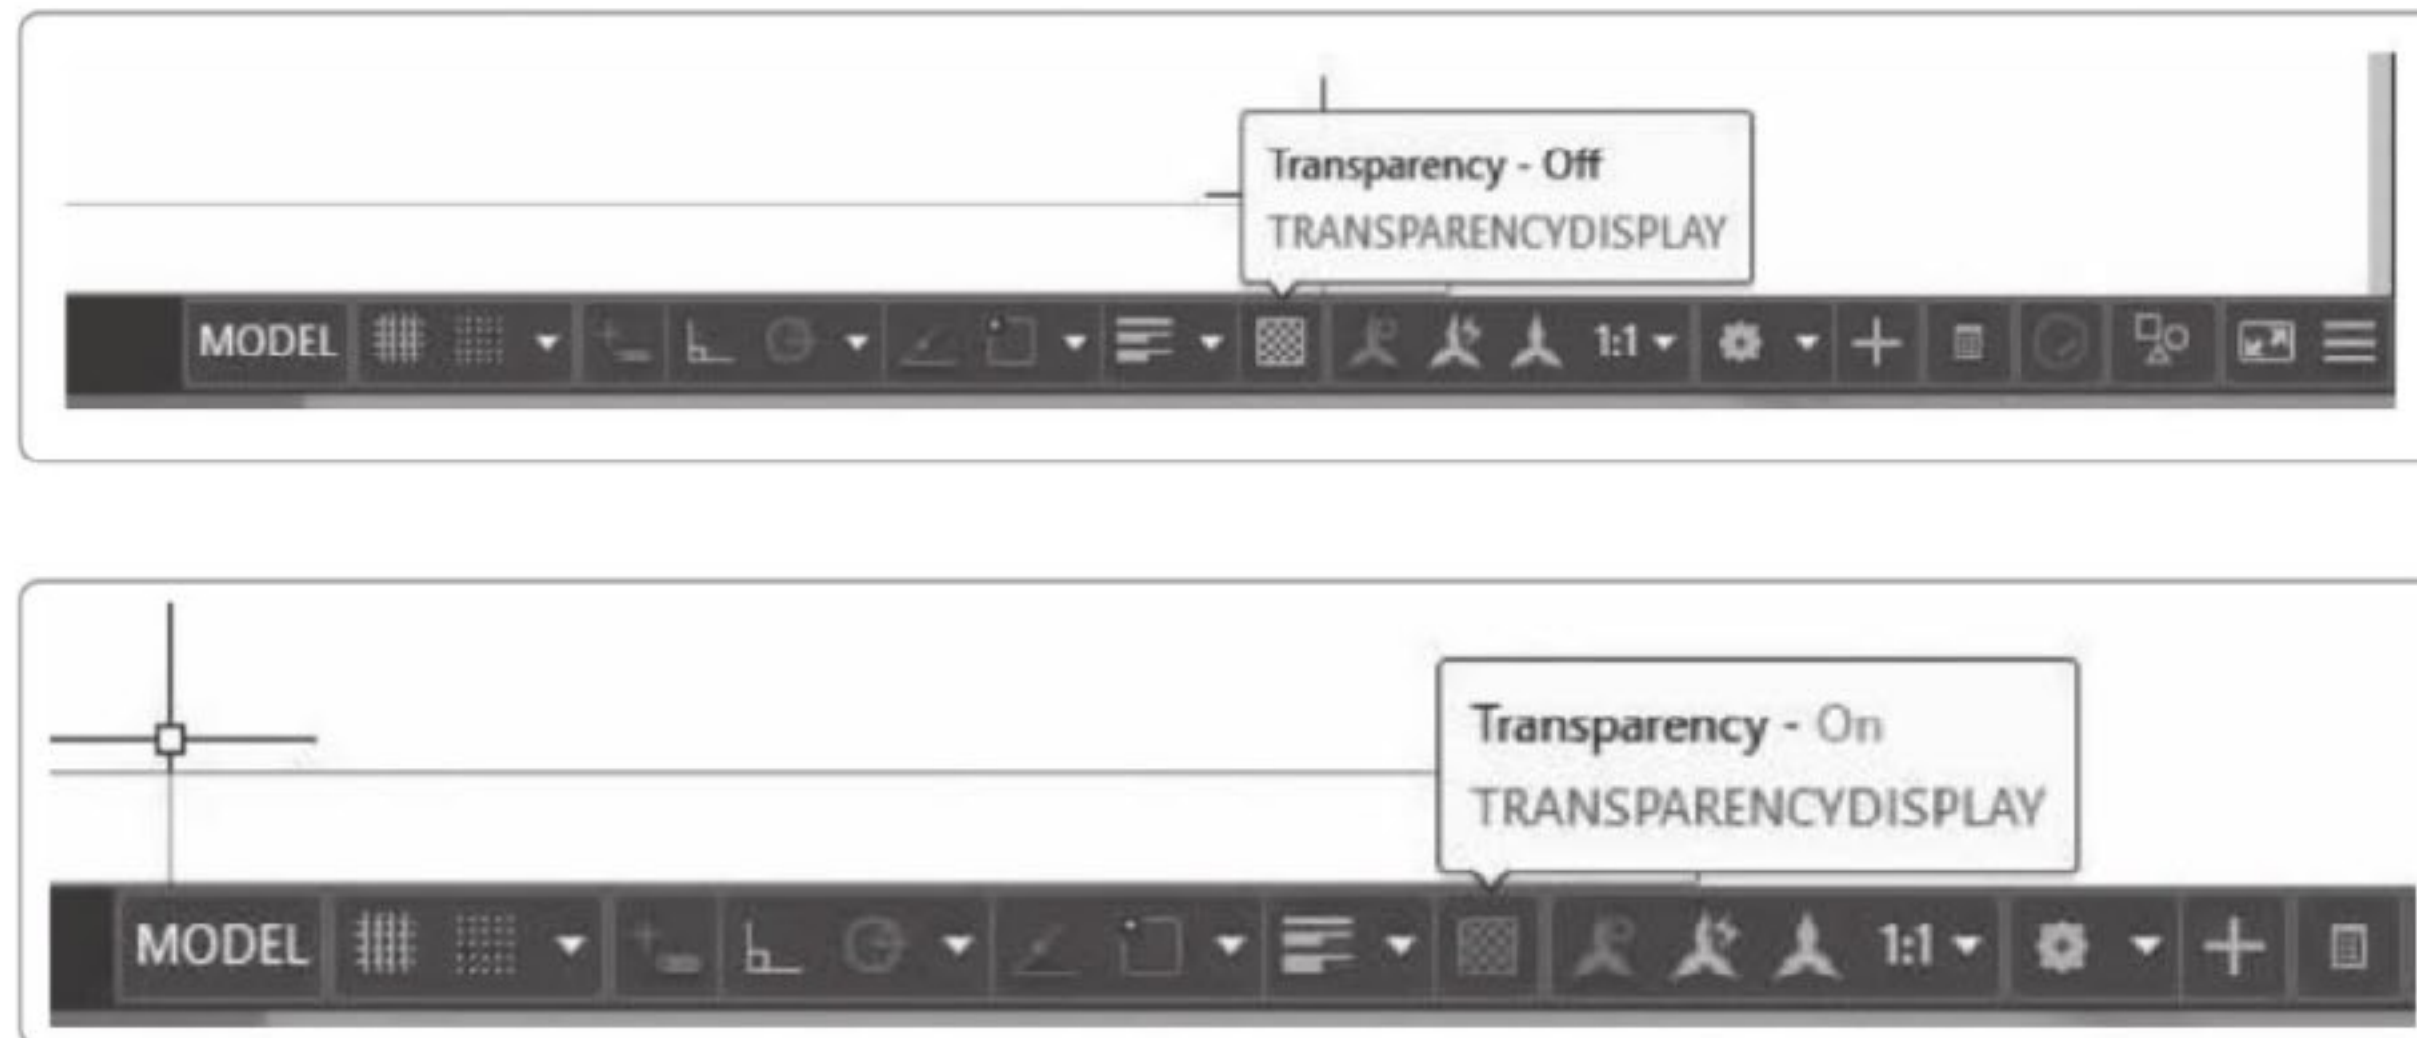 Transparency - Off
TRANSPARENCYDISPLAY
MODEL 1:1
Transparency - On
TRANSPARENCYDISPLAY
MODEL 1:1